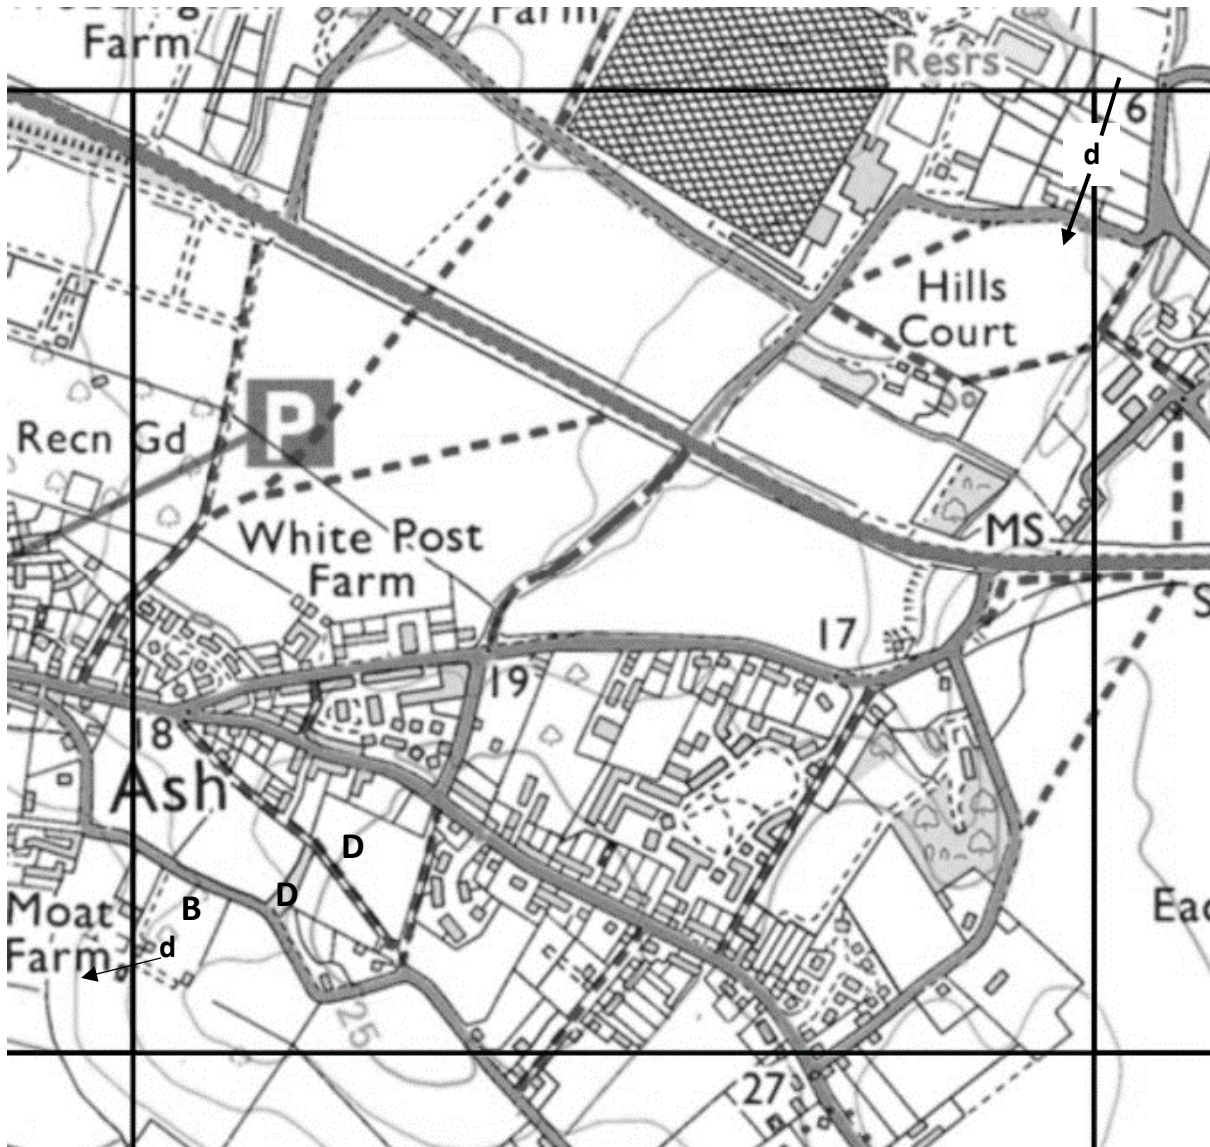 Farm
Farm
Resrs
6
d
Hills
Court
P
Recn Gd
White Post
Farm
MS
S
17
19
18
Ash
D
D
B
Moat
Farm
d
Eac
25
27